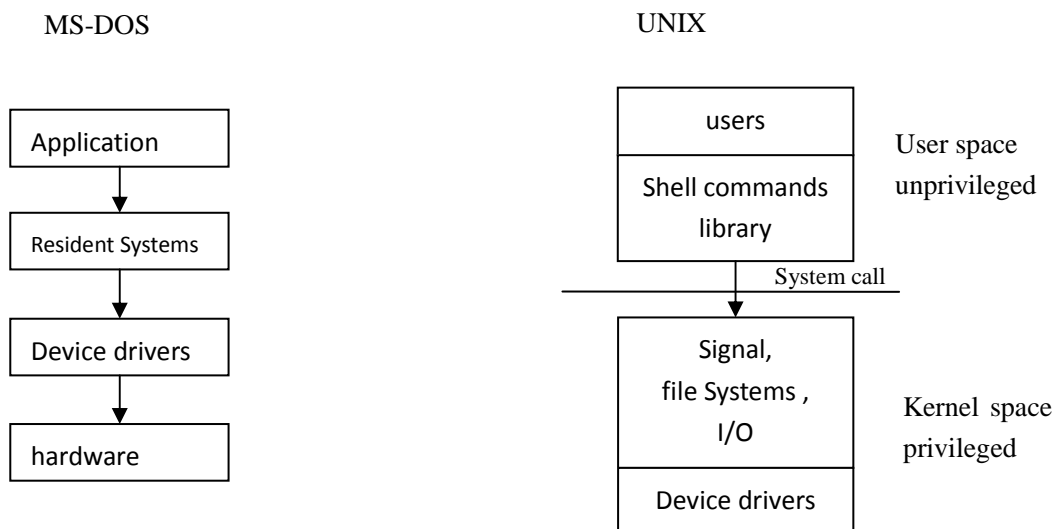 MS-DOS
Application
Resident Systems
Device drivers
hardware
UNIX
users
Shell commands
library
User space
unprivileged
System call
Signal,
file Systems ,
I/O
Kernel space
privileged
Device drivers